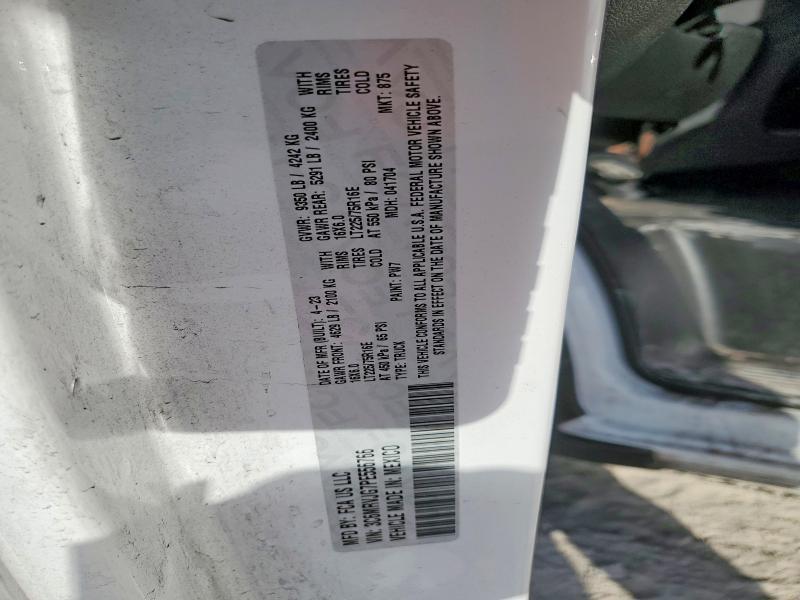 MFD BY: FCA US LLC
DATE OF MFR (BUILT): 4-23
GVWR: 9350 LB / 4242 KG
GAWR FRONT: 4629 LB / 2100 KG WITH
GAWR REAR: 5291 LB / 2400 KG WITH
16X6.0 RIMS
16X6.0 RIMS
LT225/75R16E TIRES
LT225/75R16E TIRES
AT 450 kPa / 65 PSI COLD
AT 550 kPa / 80 PSI COLD
VIN: 3C6MRVJG7PE556766
TYPE: TRUCK
PAINT: PW7
MDH: 041704
MKT: 875
VEHICLE MADE IN: MEXICO
THIS VEHICLE CONFORMS TO ALL APPLICABLE U.S.A. FEDERAL MOTOR VEHICLE SAFETY
STANDARDS IN EFFECT ON THE DATE OF MANUFACTURE SHOWN ABOVE.